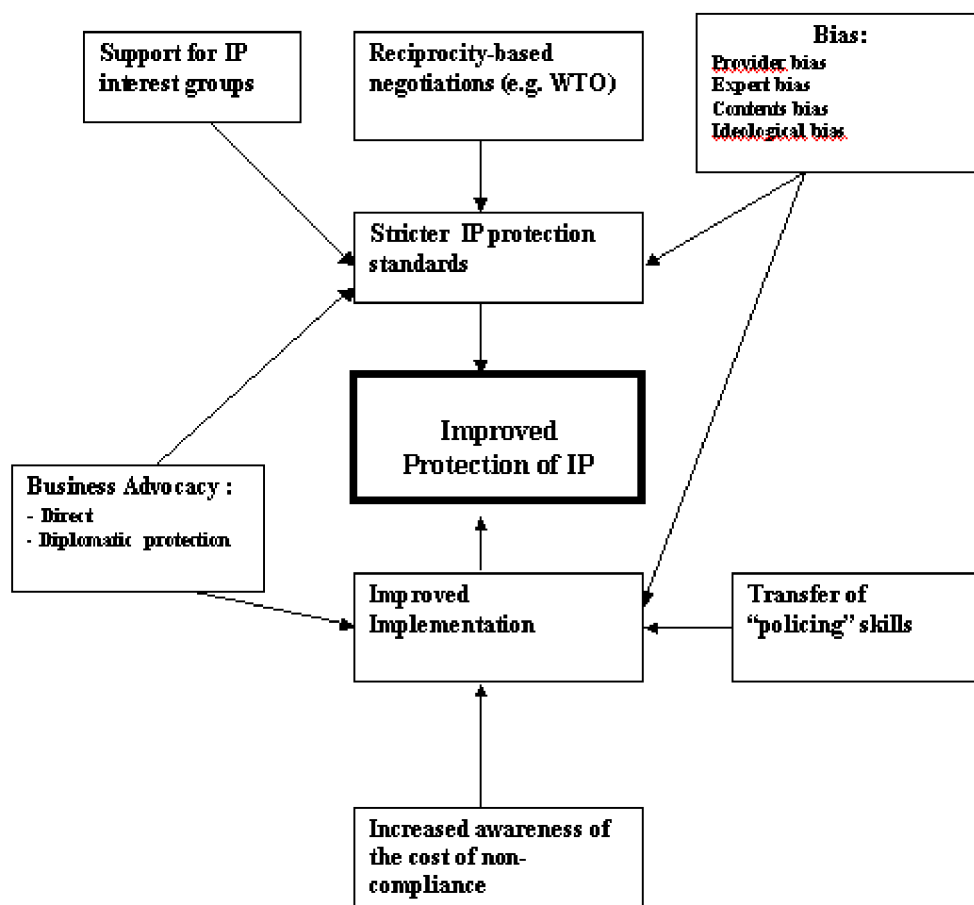 Support for IP
interest groups
Reciprocity-based
negotiations (e.g. WTO)
Bias:
Provider bias
Expert bias
Contents bias
Ideological bias
Stricter IP protection
standards
Improved
Protection of IP
Business Advocacy :
- Direct
- Diplomatic protection
Improved
Implementation
Transfer of
“policing” skills
Increased awareness of
the cost of non-
compliance